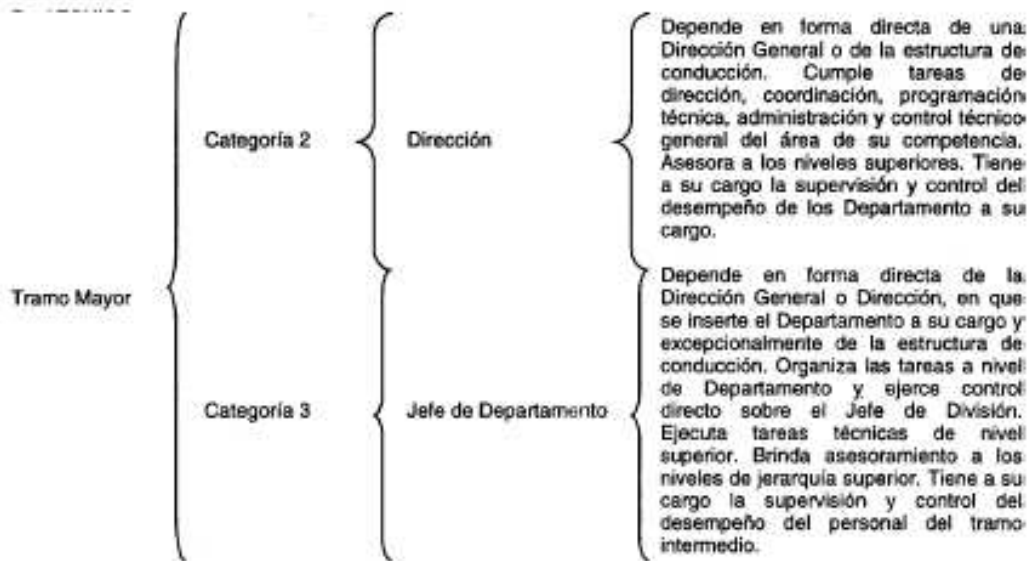 Depende en forma directa de una
Dirección General o de la estructura de
conducción. Cumple tareas de
dirección, coordinación, programación
técnica, administración y control técnico
general del área de su competencia.
Asesora a los niveles superiores. Tiene
a su cargo la supervisión y control del
desempeño de los Departamento a su
cargo.
Categoría 2
Dirección
Tramo Mayor
Depende en forma directa de la
Dirección General o Dirección, en que
se inserte el Departamento a su cargo y
excepcionalmente de la estructura de
conducción. Organiza las tareas a nivel
de Departamento y ejerce control
directo sobre el Jefe de División.
Ejecuta tareas técnicas de nivel
superior. Brinda asesoramiento a los
niveles de jerarquía superior. Tiene a su
cargo la supervisión y control del
desempeño del personal del tramo
intermedio.
Categoría 3
Jefe de Departamento